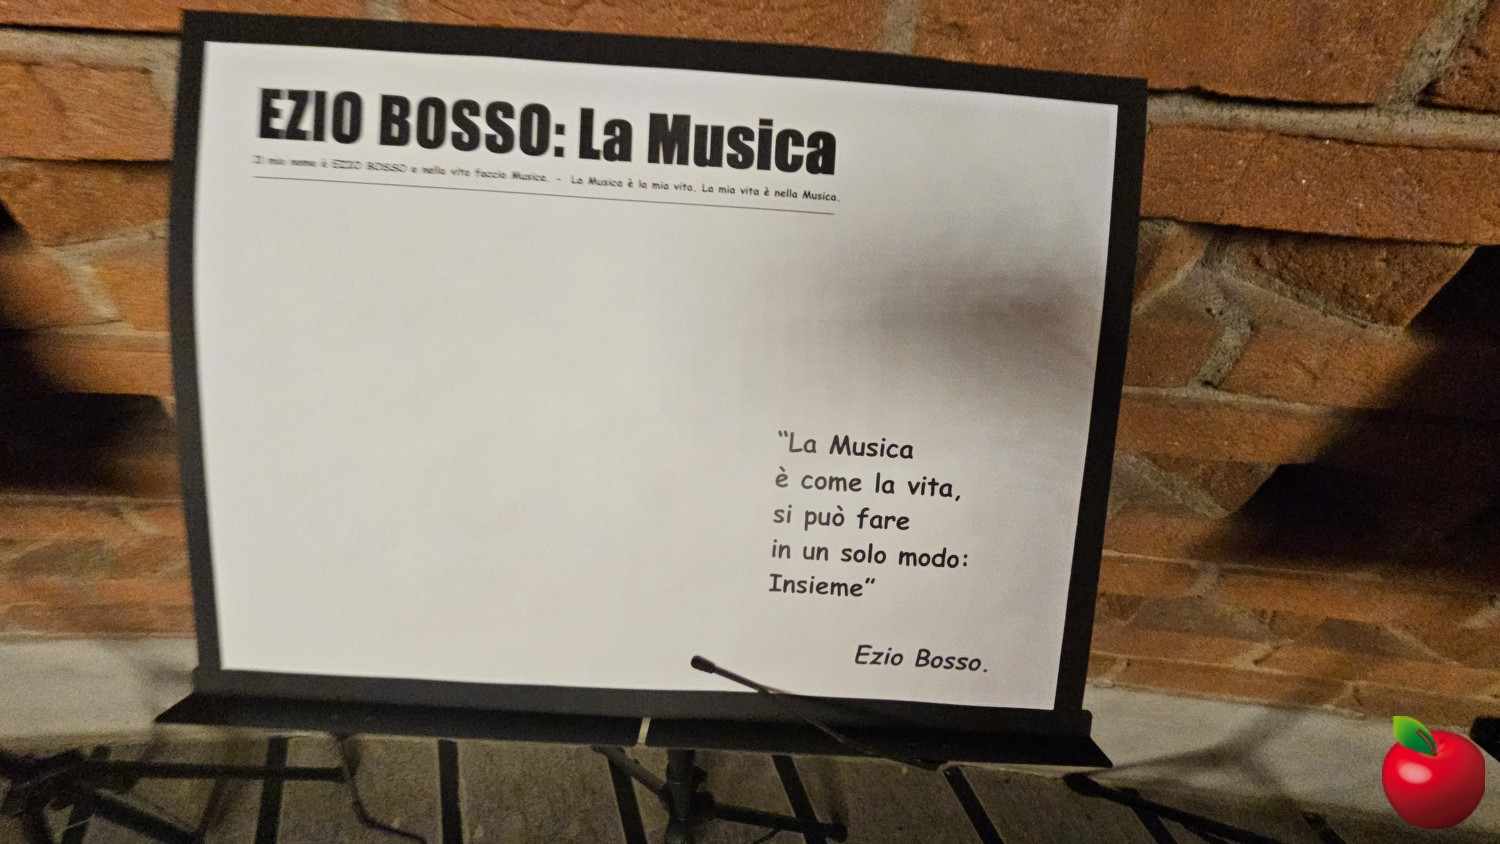 EZIO BOSSO: La Musica
Il mio nome è EZIO BOSSO e nella vita faccio Musica. - La Musica è la mia vita. La mia vita è nella Musica.
“La Musica
è come la vita,
si può fare
in un solo modo:
Insieme”
Ezio Bosso.